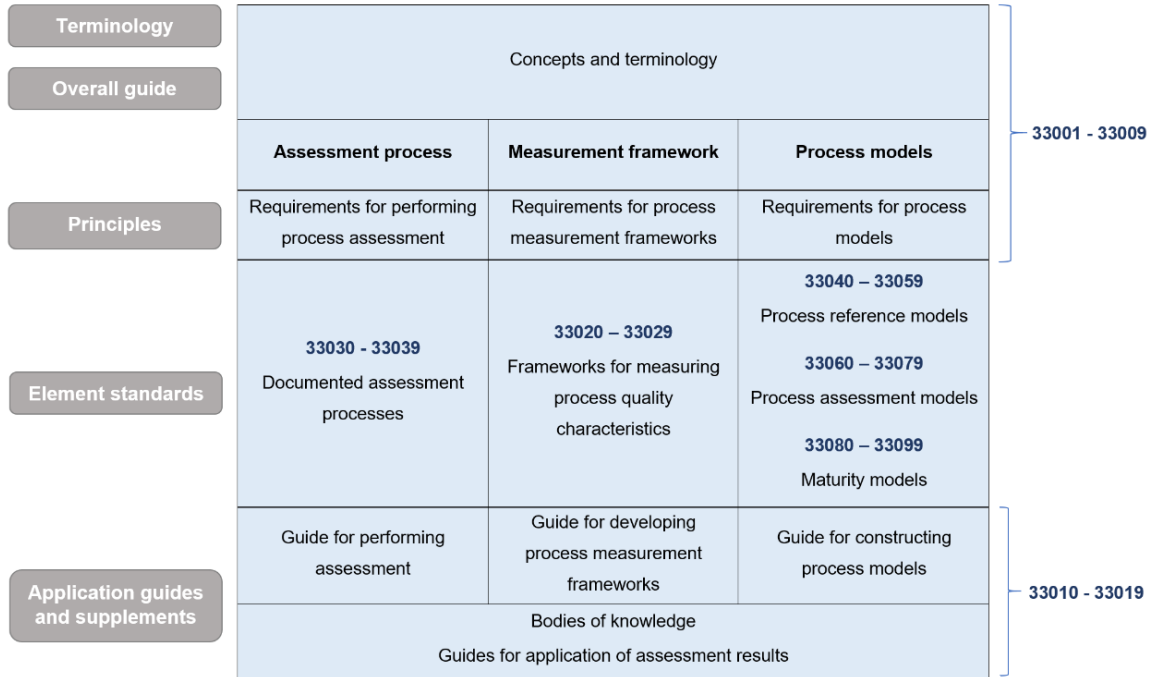 Terminology
Overall guide
Concepts and terminology
33001 - 33009
Assessment process
Measurement framework
Process models
Principles
Requirements for performing
process assessment
Requirements for process
measurement frameworks
Requirements for process
models
Element standards
33030 - 33039
Documented assessment
processes
33020 – 33029
Frameworks for measuring
process quality
characteristics
33040 – 33059
Process reference models
33060 – 33079
Process assessment models
33080 – 33099
Maturity models
Application guides
and supplements
Guide for performing
assessment
Guide for developing
process measurement
frameworks
Guide for constructing
process models
33010 - 33019
Bodies of knowledge
Guides for application of assessment results